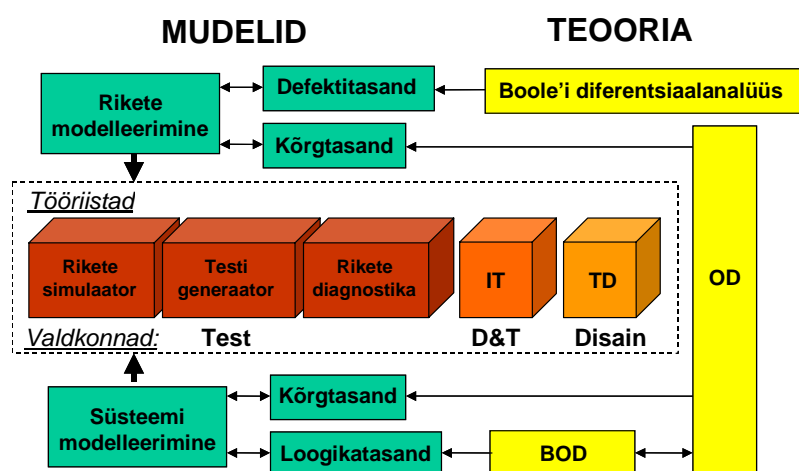 MUDELID
TEOORIA
Rikete
modelleerimine
Defektitasand
Boole'i diferentsiaalanalüüs
Kõrgtasand
OD
Tööriistad
Rikete
simulaator
Testi
generaator
Rikete
diagnostika
IT
TD
Valdkonnad:
Test
D&T
Disain
Süsteemi
modelleerimine
Kõrgtasand
Loogikatasand
BOD